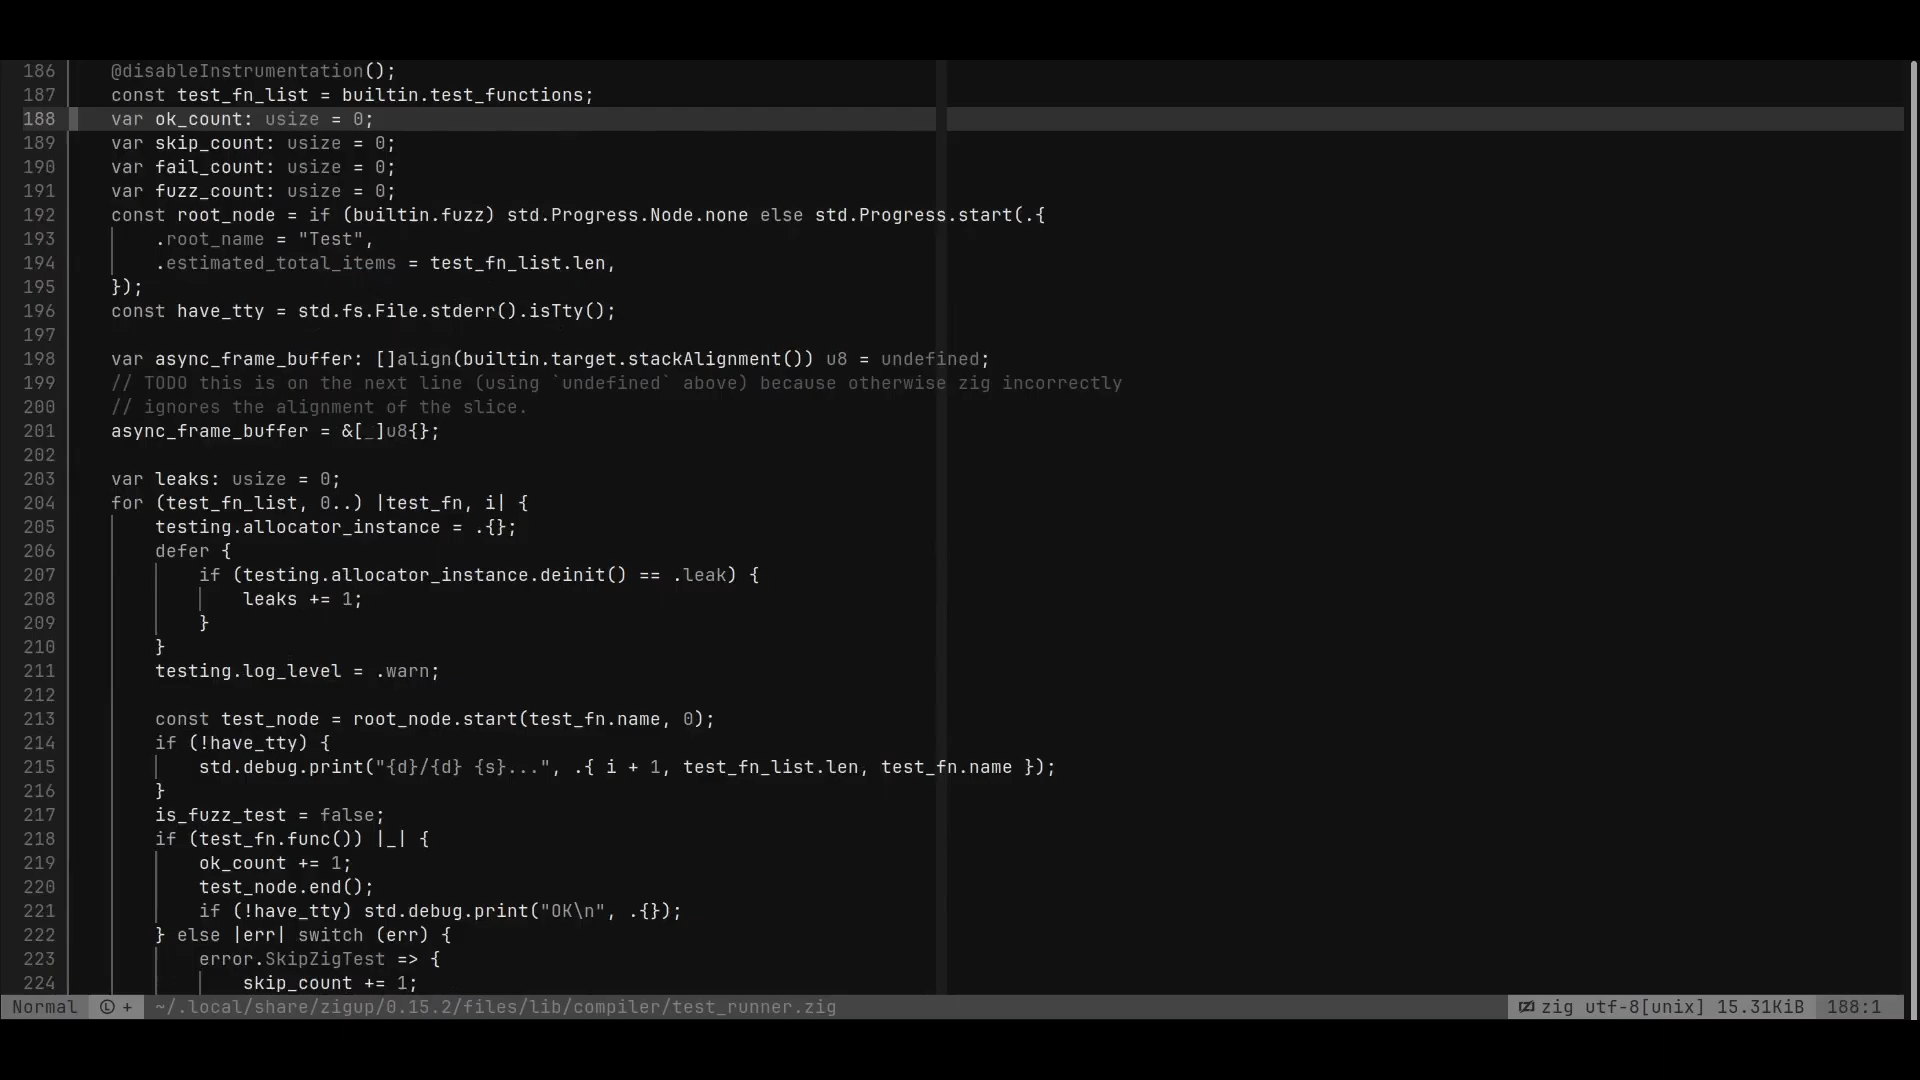 186     @disableInstrumentation();
187     const test_fn_list = builtin.test_functions;
188     var ok_count: usize = 0;
189     var skip_count: usize = 0;
190     var fail_count: usize = 0;
191     var fuzz_count: usize = 0;
192     const root_node = if (builtin.fuzz) std.Progress.Node.none else std.Progress.start(.{
193         .root_name = "Test",
194         .estimated_total_items = test_fn_list.len,
195     });
196     const have_tty = std.fs.File.stderr().isTty();
197
198     var async_frame_buffer: []align(builtin.target.stackAlignment()) u8 = undefined;
199     // TODO this is on the next line (using `undefined` above) because otherwise zig incorrectly
200     // ignores the alignment of the slice.
201     async_frame_buffer = &[_]u8{};
202
203     var leaks: usize = 0;
204     for (test_fn_list, 0..) |test_fn, i| {
205         testing.allocator_instance = .{};
206         defer {
207             if (testing.allocator_instance.deinit() == .leak) {
208                 leaks += 1;
209             }
210         }
211         testing.log_level = .warn;
212
213         const test_node = root_node.start(test_fn.name, 0);
214         if (!have_tty) {
215             std.debug.print("{d}/{d} {s}...", .{ i + 1, test_fn_list.len, test_fn.name });
216         }
217         is_fuzz_test = false;
218         if (test_fn.func()) |_| {
219             ok_count += 1;
220             test_node.end();
221             if (!have_tty) std.debug.print("OK\n", .{});
222         } else |err| switch (err) {
223             error.SkipZigTest => {
224                 skip_count += 1;
Normal Ⓛ + ~/.local/share/zigup/0.15.2/files/lib/compiler/test_runner.zig zig utf-8[unix] 15.31KiB 188:1